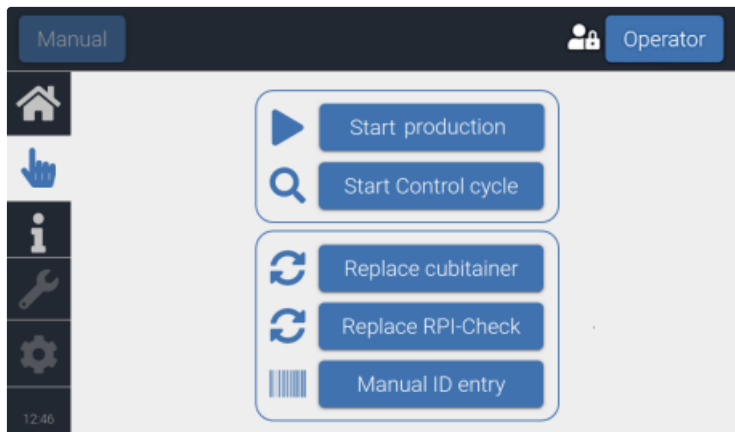 Manual
Operator
Start production
Start Control cycle
Replace cubitainer
Replace RPI-Check
Manual ID entry
12:46